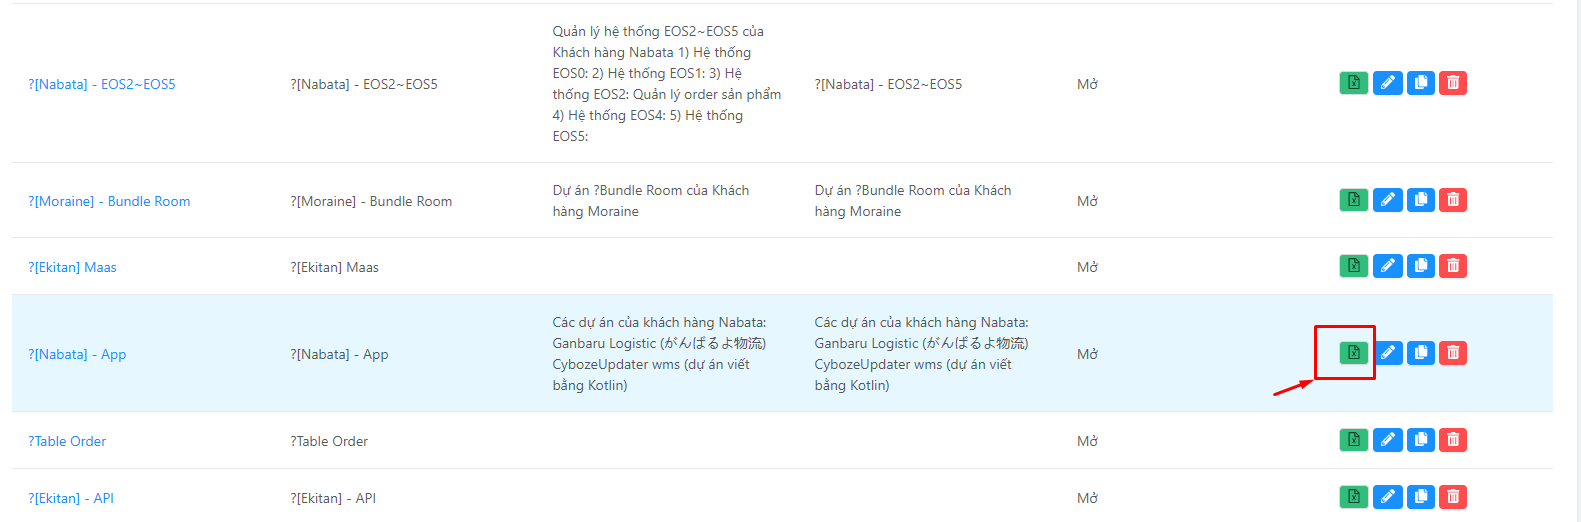 ?[Nabata] - EOS2~EOS5
?[Nabata] - EOS2~EOS5
Quản lý hệ thống EOS2~EOS5 của
Khách hàng Nabata 1) Hệ thống
EOS0: 2) Hệ thống EOS1: 3) Hệ
thống EOS2: Quản lý order sản phẩm
4) Hệ thống EOS4: 5) Hệ thống
EOS5:
?[Nabata] - EOS2~EOS5
Mở
?[Moraine] - Bundle Room
?[Moraine] - Bundle Room
Dự án ?Bundle Room của Khách
hàng Moraine
Dự án ?Bundle Room của Khách
hàng Moraine
Mở
?[Ekitan] Maas
?[Ekitan] Maas
Mở
?[Nabata] - App
?[Nabata] - App
Các dự án của khách hàng Nabata:
Ganbaru Logistic (がんばるよ物流)
CybozeUpdater wms (dự án viết
bằng Kotlin)
Các dự án của khách hàng Nabata:
Ganbaru Logistic (がんばるよ物流)
CybozeUpdater wms (dự án viết
bằng Kotlin)
Mở
?Table Order
?Table Order
Mở
?[Ekitan] - API
?[Ekitan] - API
Mở